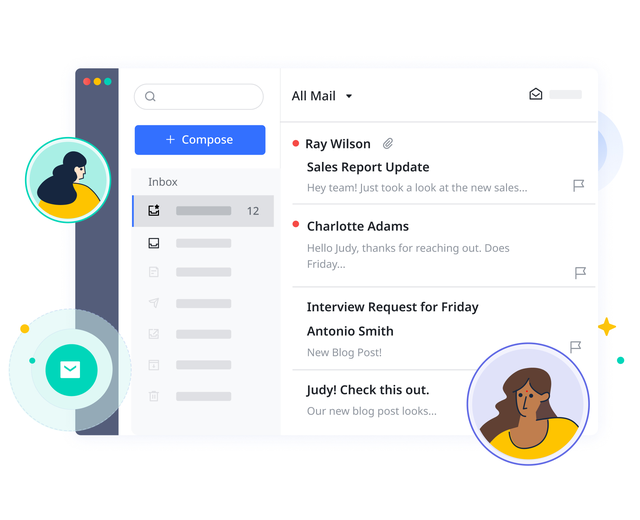 All Mail
+ Compose
Inbox
12
Ray Wilson
Sales Report Update
Hey team! Just took a look at the new sales...
Charlotte Adams
Hello Judy, thanks for reaching out. Does
Friday...
Interview Request for Friday
Antonio Smith
New Blog Post!
Judy! Check this out.
Our new blog post looks...